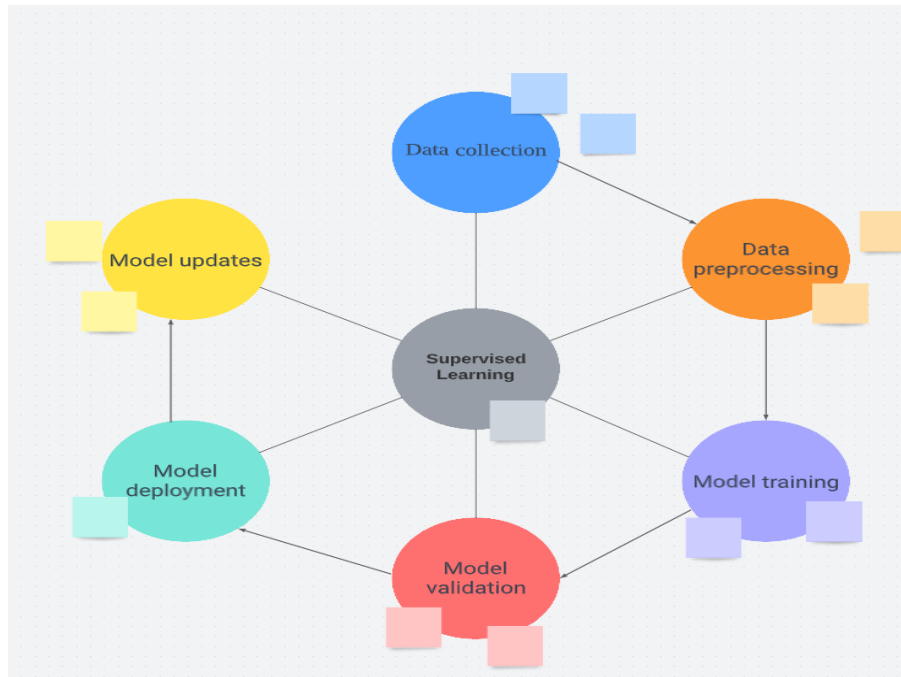 Data collection
Data
preprocessing
Model training
Model
validation
Model
deployment
Model updates
Supervised
Learning